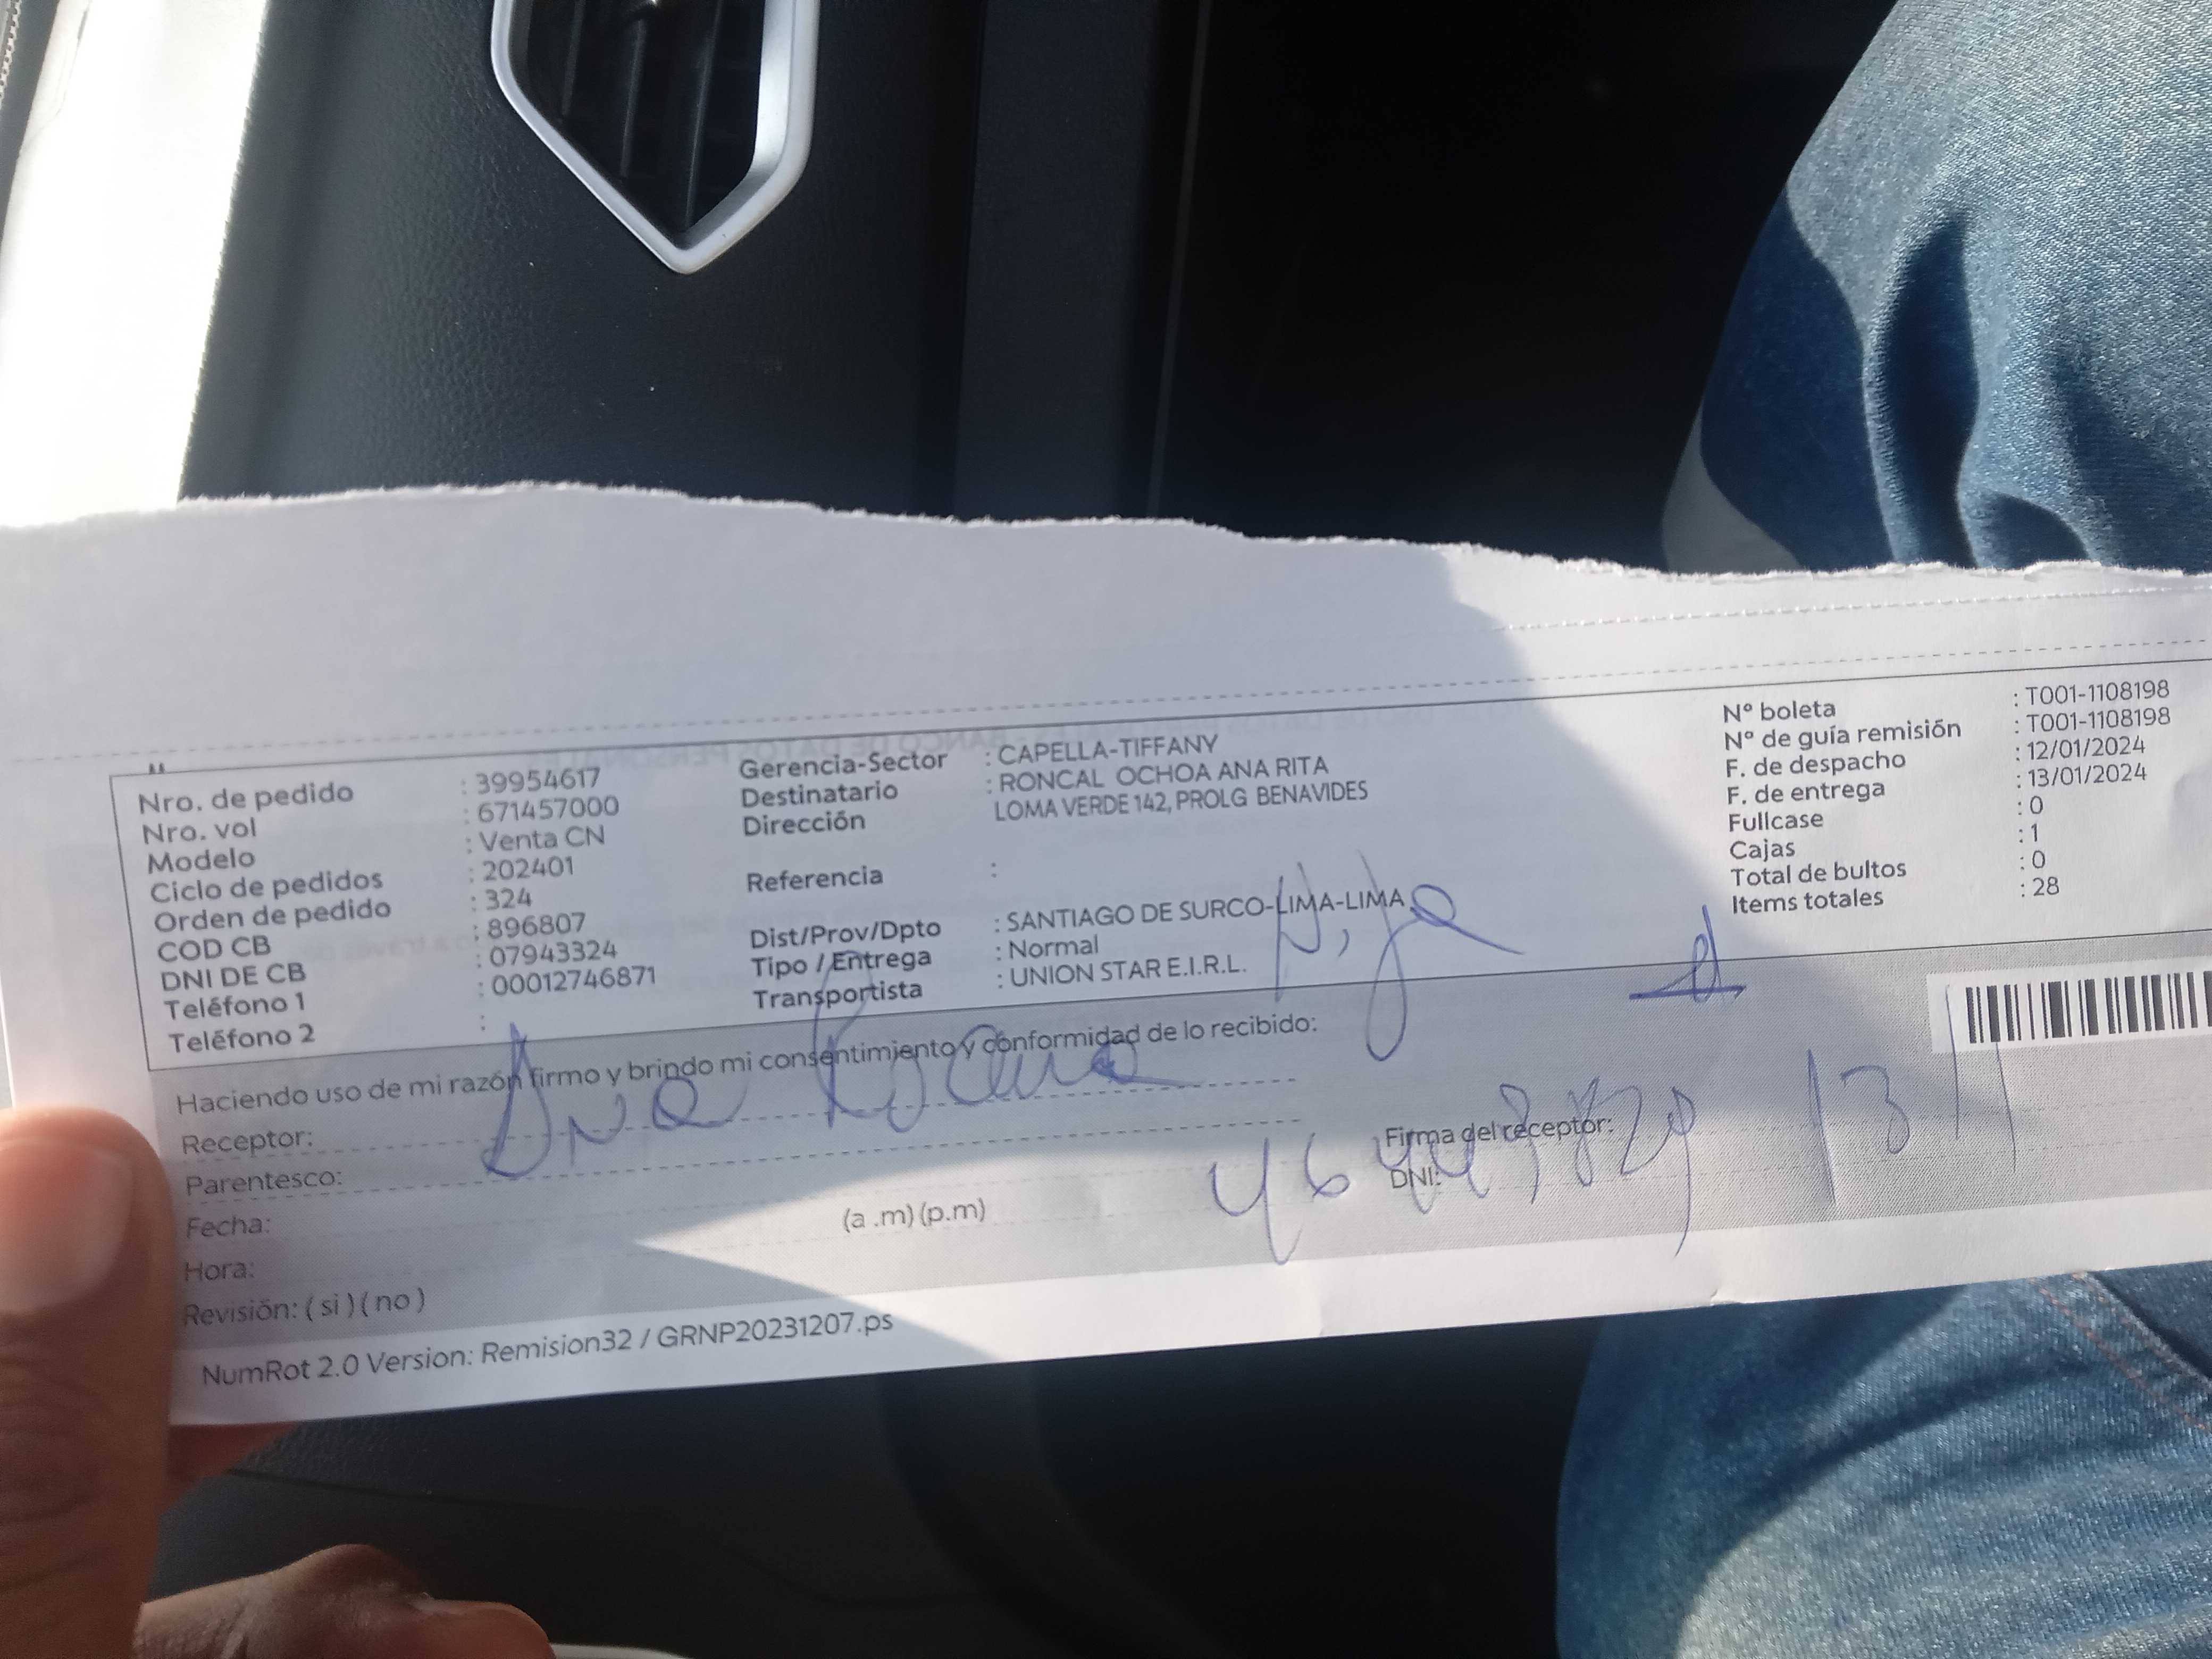 Nro. de pedido : 39954617
Nro. vol : 671457000
Modelo : Venta CN
Ciclo de pedidos : 202401
Orden de pedido : 324
COD CB : 896807
DNI DE CB : 07943324
Teléfono 1 : 00012746871
Teléfono 2 :
Gerencia-Sector : CAPELLA-TIFFANY
Destinatario : RONCAL OCHOA ANA RITA
Dirección LOMA VERDE 142, PROLG BENAVIDES
Referencia :
Dist/Prov/Dpto : SANTIAGO DE SURCO-LIMA-LIMA
Tipo / Entrega : Normal
Transportista : UNION STAR E.I.R.L.
N° boleta : T001-1108198
N° de guía remisión : T001-1108198
F. de despacho : 12/01/2024
F. de entrega : 13/01/2024
Fullcase : 0
Cajas : 1
Total de bultos : 0
Items totales : 28
Hija
Haciendo uso de mi razón firmo y brindo mi consentimiento y conformidad de lo recibido:
Receptor: Ana
Parentesco:
Fecha:
Hora: (a .m) (p.m)
Revisión: ( si ) ( no )
Firma del receptor:
DNI:
13
NumRot 2.0 Version: Remision32 / GRNP20231207.ps